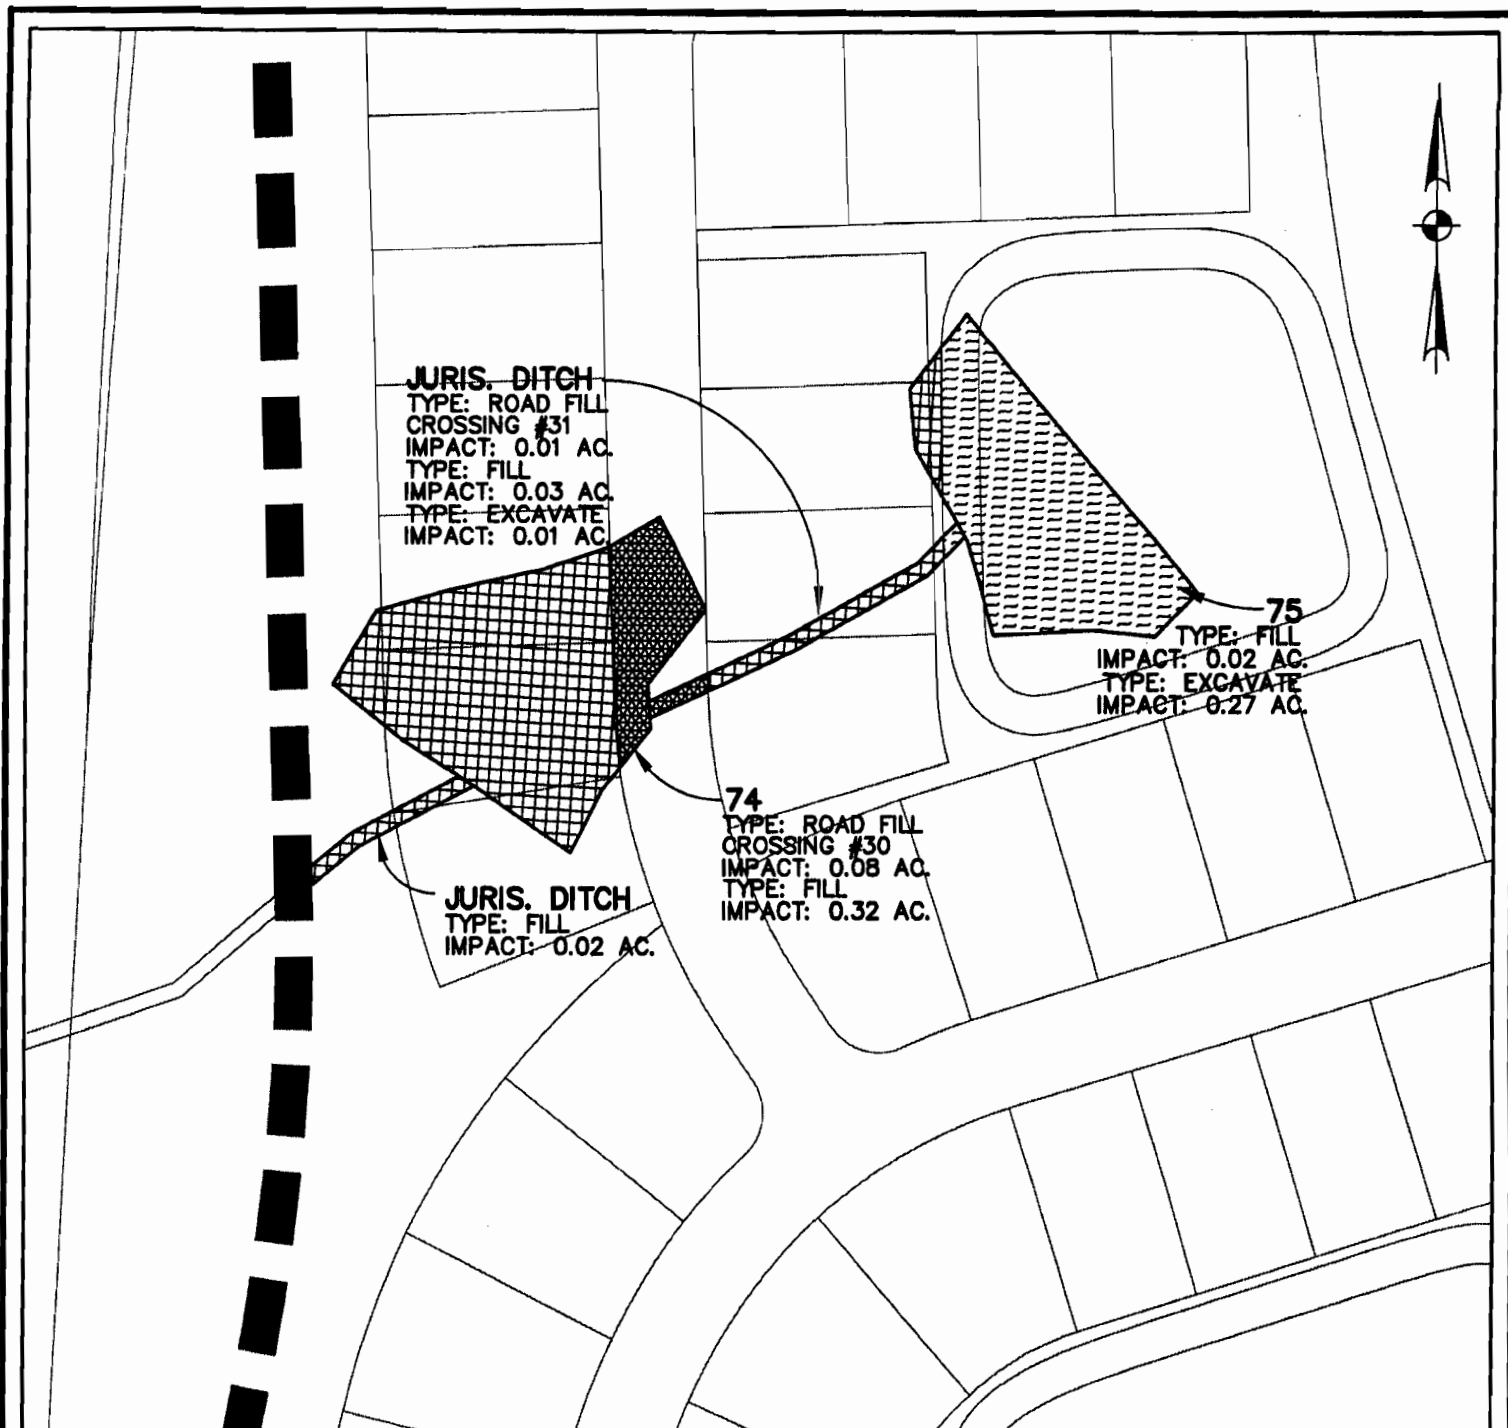 JURIS. DITCH
TYPE: ROAD FILL
CROSSING #31
IMPACT: 0.01 AC.
TYPE: FILL
IMPACT: 0.03 AC.
TYPE: EXCAVATE
IMPACT: 0.01 AC.
75
TYPE: FILL
IMPACT: 0.02 AC.
TYPE: EXCAVATE
IMPACT: 0.27 AC.
74
TYPE: ROAD FILL
CROSSING #30
IMPACT: 0.08 AC.
TYPE: FILL
IMPACT: 0.32 AC.
JURIS. DITCH
TYPE: FILL
IMPACT: 0.02 AC.